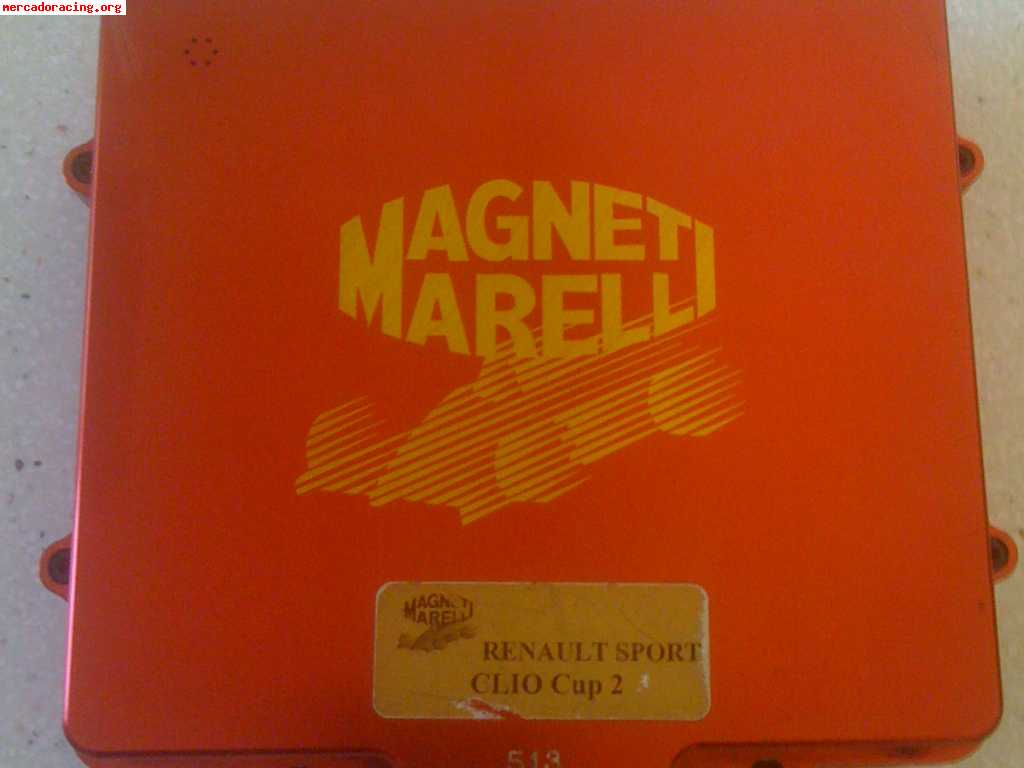 mercadoracing.org
MAGNETI
MARELLI
MAGNETI
MARELLI
RENAULT SPORT
CLIO Cup 2
513